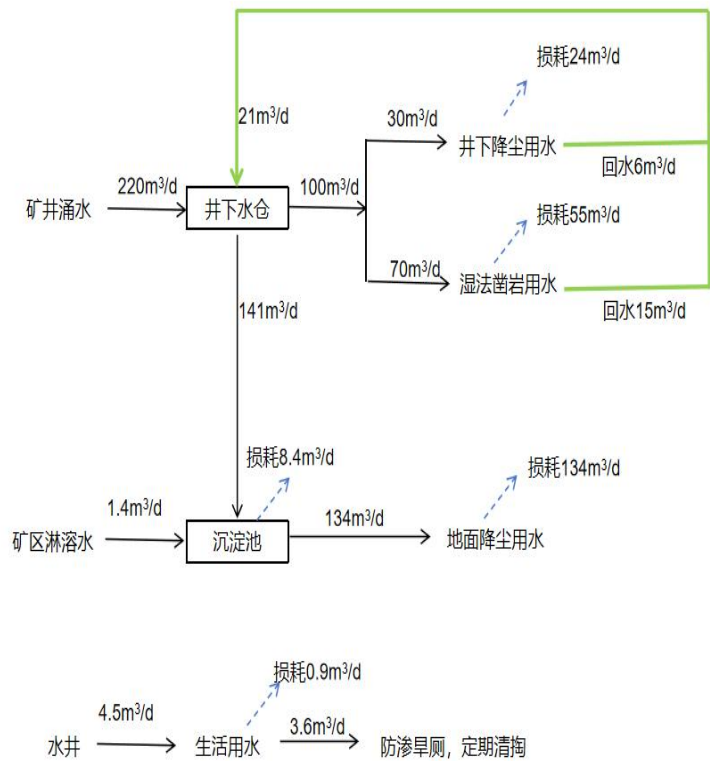 损耗24m³/d
21m³/d
30m³/d
井下降尘用水
回水6m³/d
220m³/d
100m³/d
矿井涌水
井下水仓
损耗55m³/d
70m³/d
湿法凿岩用水
回水15m³/d
141m³/d
损耗8.4m³/d
损耗134m³/d
1.4m³/d
134m³/d
矿区淋溶水
沉淀池
地面降尘用水
损耗0.9m³/d
4.5m³/d
3.6m³/d
水井
生活用水
防渗旱厕，定期清掏